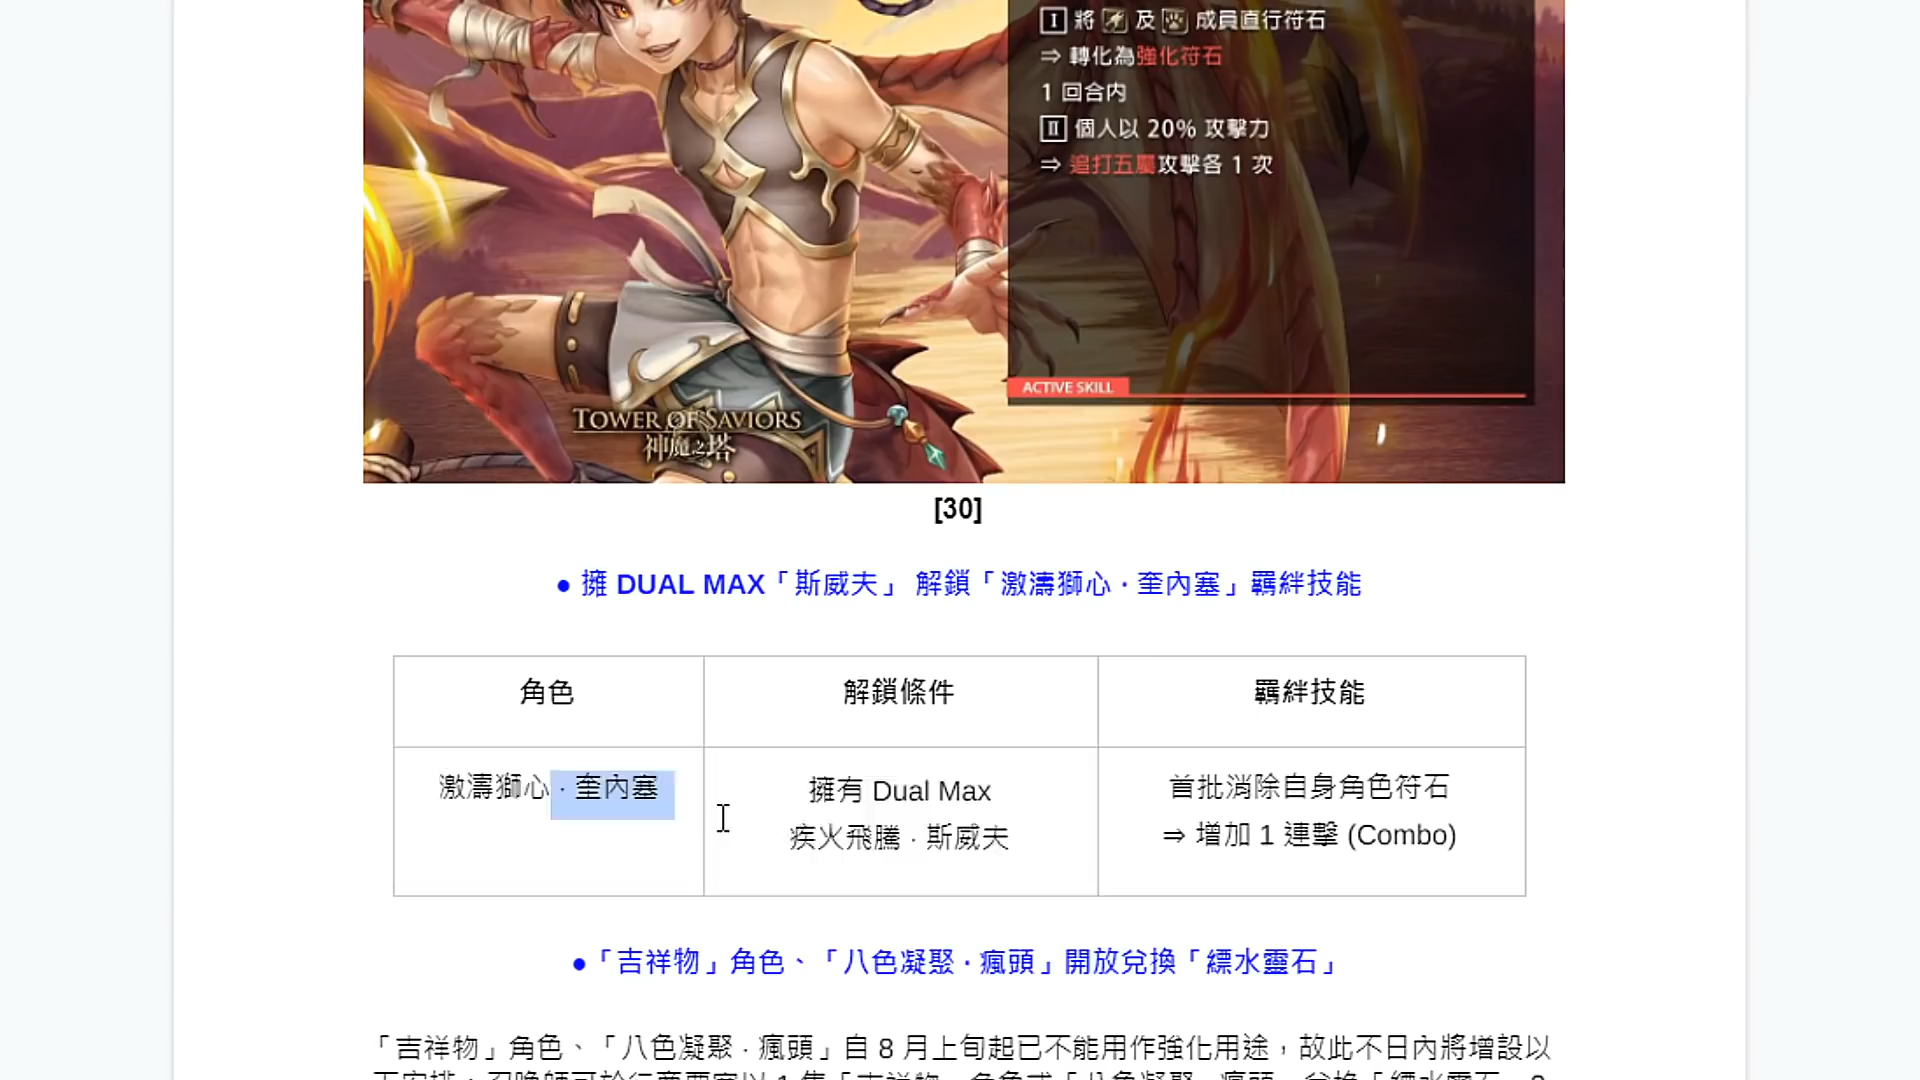 I 將 及 成員直行符石
⇒ 轉化為強化符石
1 回合內
II 個人以 20% 攻擊力
⇒ 追打五屬攻擊各 1 次
ACTIVE SKILL
TOWER OF SAVIORS
神魔之塔
[30]
● 擁 DUAL MAX「斯威夫」 解鎖「激濤獅心 ‧ 奎內塞」羈絆技能
角色
解鎖條件
羈絆技能
激濤獅心 ‧ 奎內塞
擁有 Dual Max
疾火飛騰 ‧ 斯威夫
首批消除自身角色符石
⇒ 增加 1 連擊 (Combo)
●「吉祥物」角色、「八色凝聚 ‧ 瘋頭」開放兌換「縹水靈石」
「吉祥物」角色、「八色凝聚 ‧ 瘋頭」自 8 月上旬起已不能用作強化用途，故此不日內將增設以